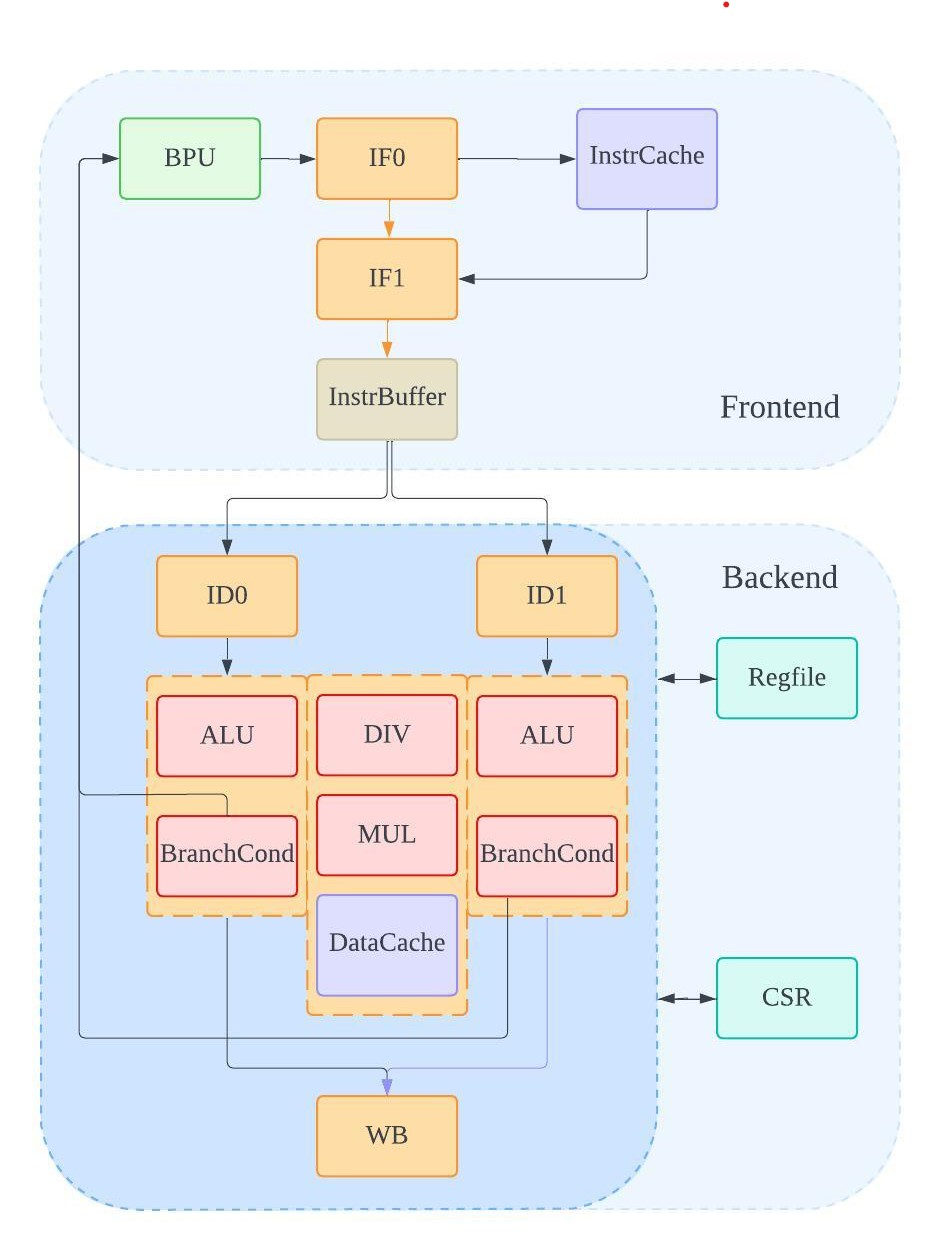 BPU
IF0
InstrCache
IF1
InstrBuffer
Frontend
Backend
ID0
ID1
Regfile
ALU
DIV
ALU
MUL
BranchCond
BranchCond
DataCache
CSR
WB